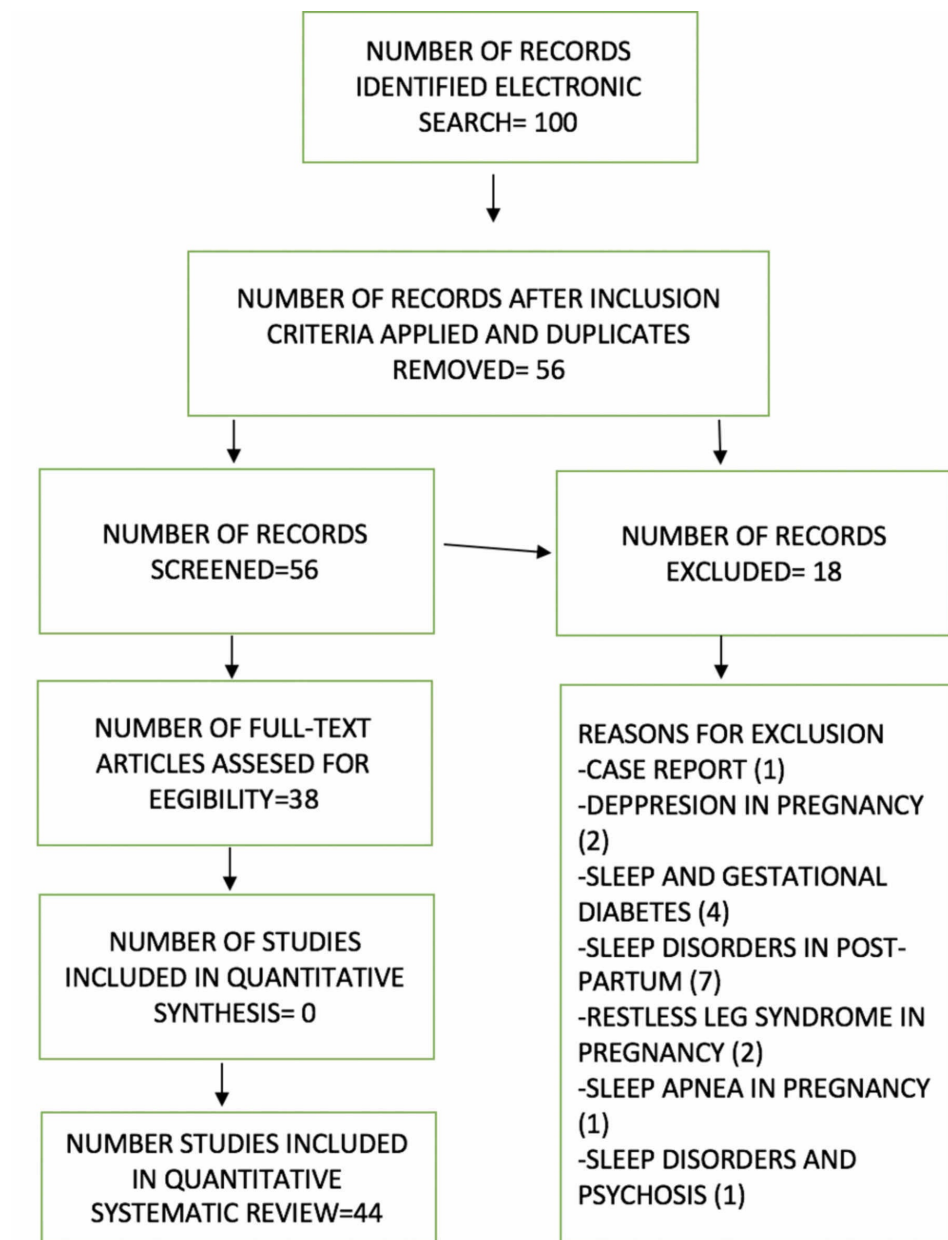 NUMBER OF RECORDS
IDENTIFIED ELECTRONIC
SEARCH= 100
NUMBER OF RECORDS AFTER INCLUSION
CRITERIA APPLIED AND DUPLICATES
REMOVED= 56
NUMBER OF RECORDS
SCREENED=56
NUMBER OF RECORDS
EXCLUDED= 18
NUMBER OF FULL-TEXT
ARTICLES ASSESED FOR
EEGIBILITY=38
NUMBER OF STUDIES
INCLUDED IN QUANTITATIVE
SYNTHESIS= 0
NUMBER STUDIES INCLUDED
IN QUANTITATIVE
SYSTEMATIC REVIEW=44
REASONS FOR EXCLUSION
-CASE REPORT (1)
-DEPPRESION IN PREGNANCY
(2)
-SLEEP AND GESTATIONAL
DIABETES (4)
-SLEEP DISORDERS IN POST-
PARTUM (7)
-RESTLESS LEG SYNDROME IN
PREGNANCY (2)
-SLEEP APNEA IN PREGNANCY
(1)
-SLEEP DISORDERS AND
PSYCHOSIS (1)